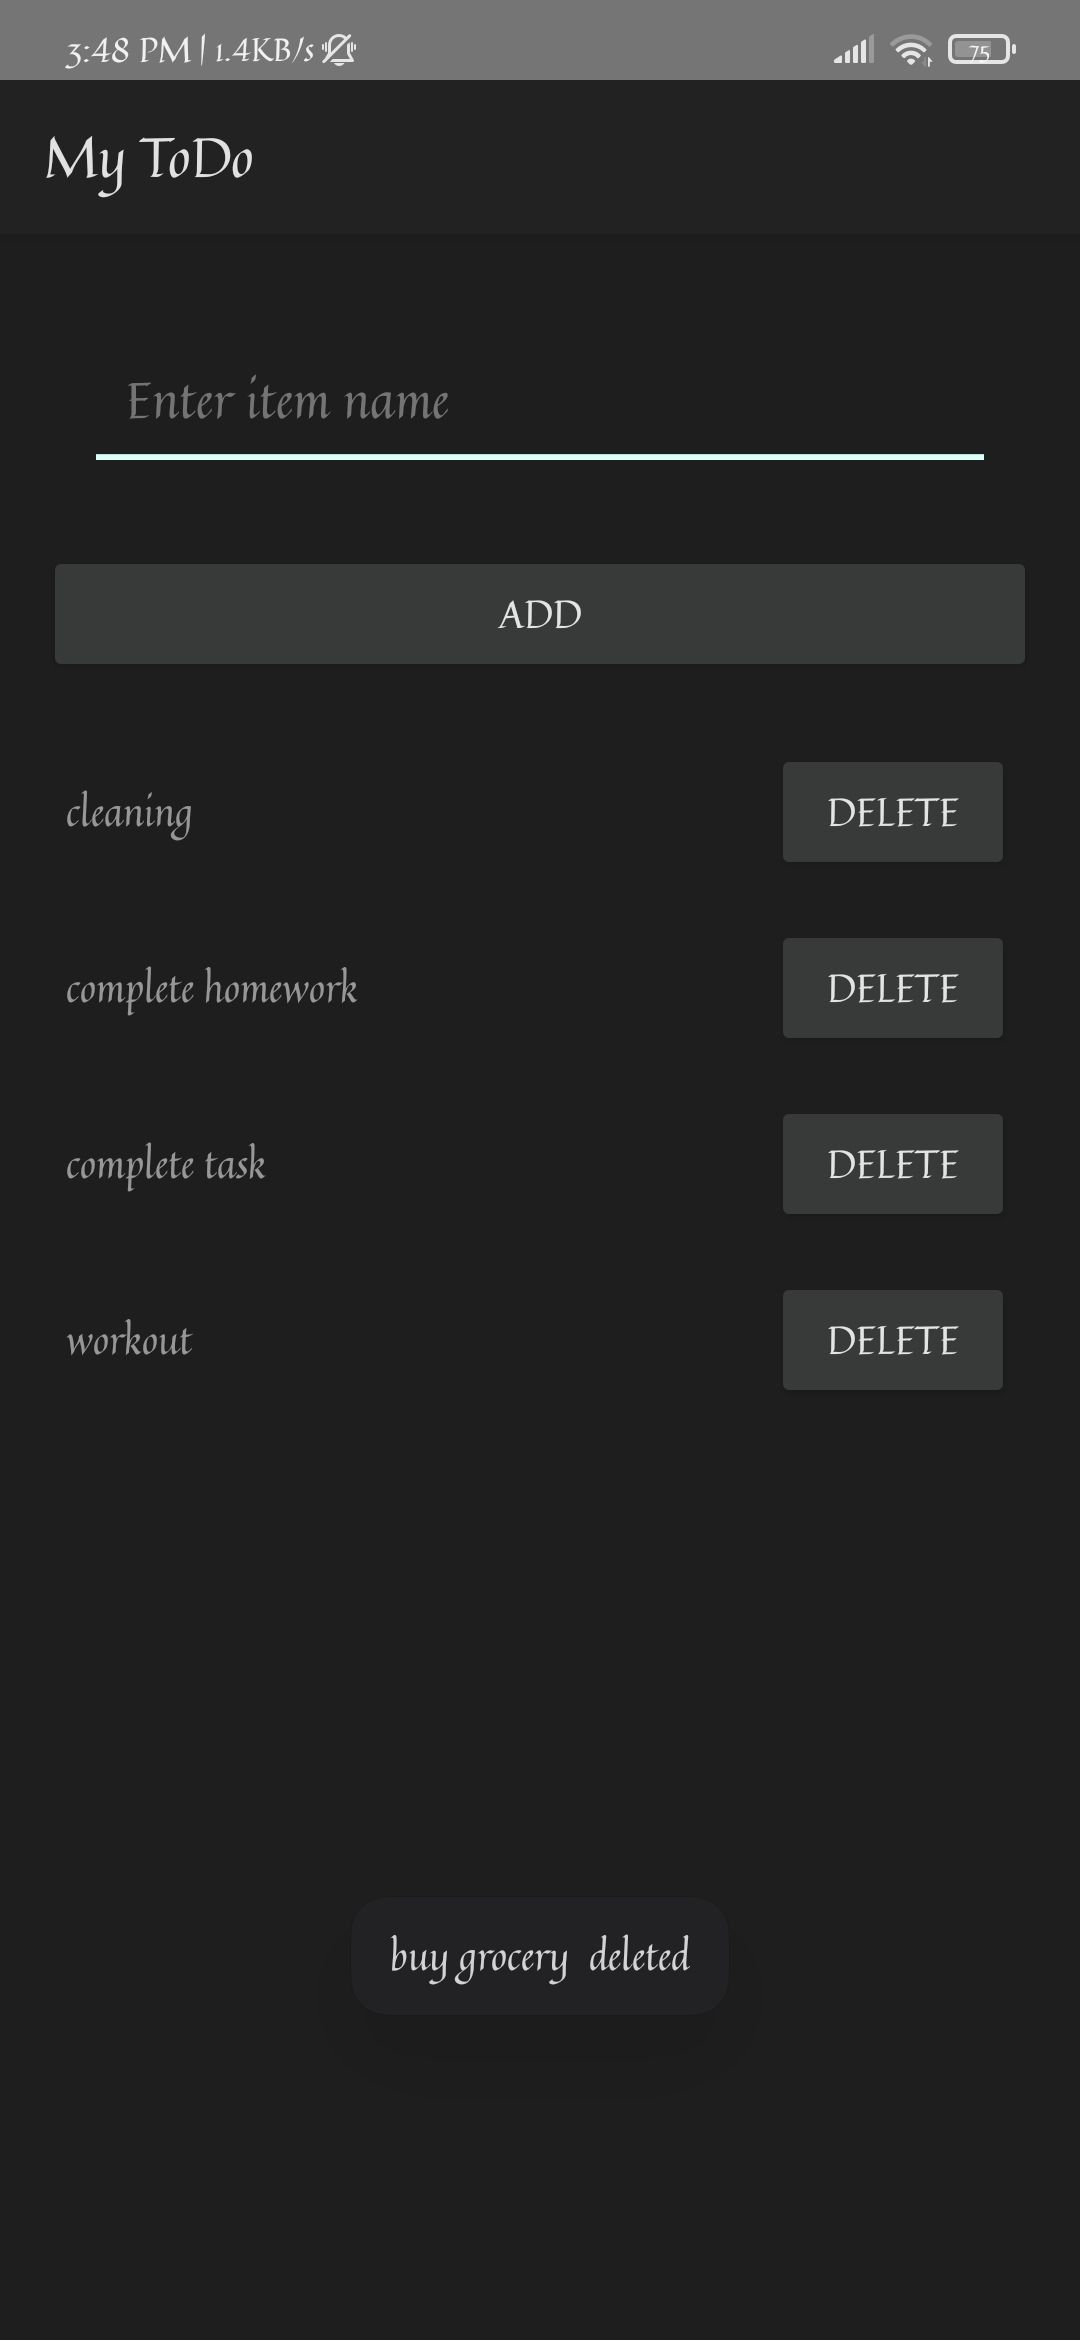 3:48 PM | 1.4KB/s 75
My ToDo
Enter item name
ADD
cleaning DELETE
complete homework DELETE
complete task DELETE
workout DELETE
buy grocery  deleted